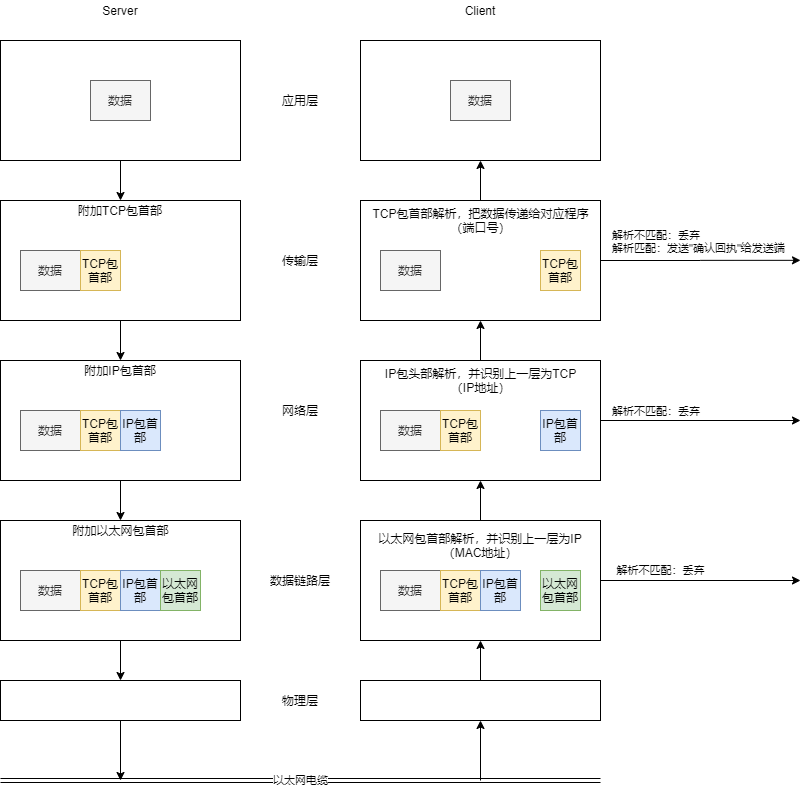 Server
Client
数据
应用层
数据
附加TCP包首部
数据
TCP包
首部
传输层
TCP包首部解析，把数据传递给对应程序
（端口号）
数据
TCP包
首部
解析不匹配：丢弃
解析匹配：发送"确认回执"给发送端
附加IP包首部
数据
TCP包
首部
IP包首
部
网络层
IP包头部解析，并识别上一层为TCP
（IP地址）
数据
TCP包
首部
IP包首
部
解析不匹配：丢弃
附加以太网包首部
数据
TCP包
首部
IP包首
部
以太网
包首部
数据链路层
以太网包首部解析，并识别上一层为IP
（MAC地址）
数据
TCP包
首部
IP包首
部
以太网
包首部
解析不匹配：丢弃
物理层
以太网电缆